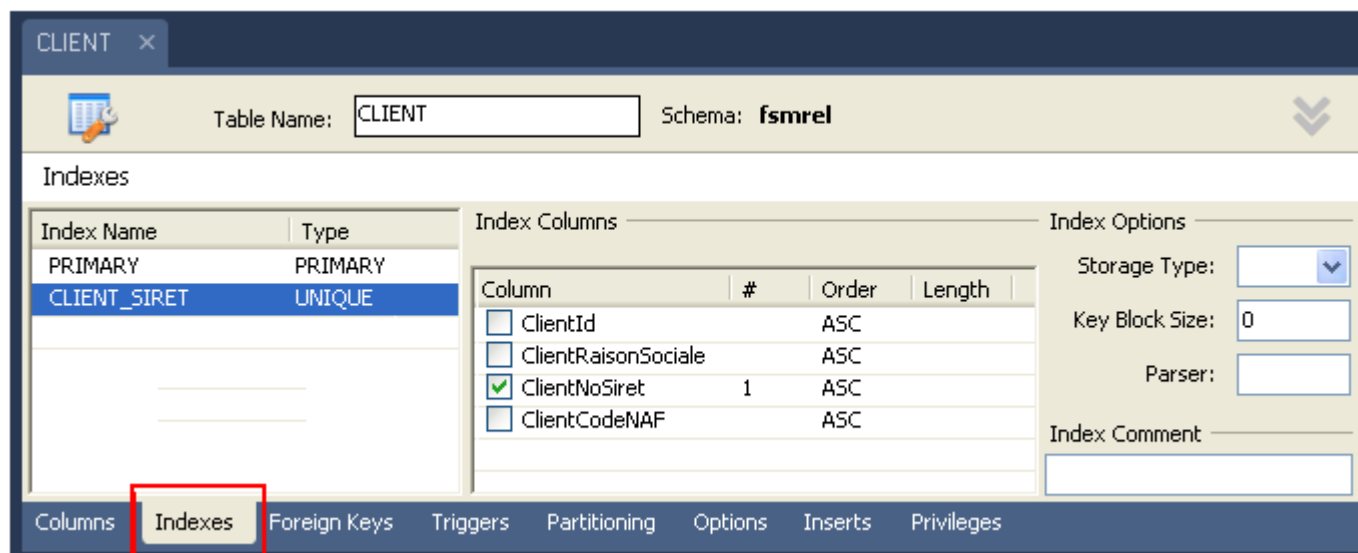 CLIENT ×
Table Name: CLIENT Schema: fsmrel
Indexes
Index Name Type
PRIMARY PRIMARY
CLIENT_SIRET UNIQUE
Index Columns
Column # Order Length
ClientId ASC
ClientRaisonSociale ASC
ClientNoSiret 1 ASC
ClientCodeNAF ASC
Index Options
Storage Type:
Key Block Size: 0
Parser:
Index Comment
Columns Indexes Foreign Keys Triggers Partitioning Options Inserts Privileges